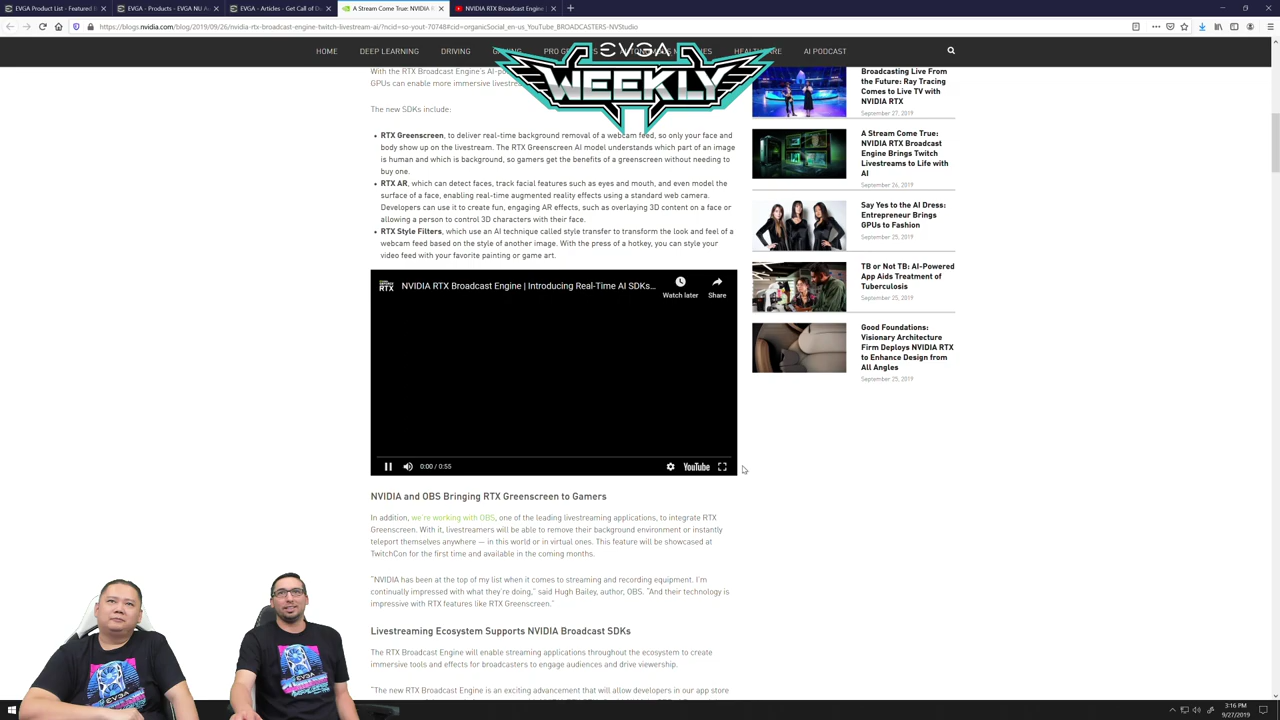 EVGA Product List - Featured E
EVGA - Products - EVGA NU Au
EVGA - Articles - Get Call of Du
A Stream Come True: NVIDIA R
NVIDIA RTX Broadcast Engine |
https://blogs.nvidia.com/blog/2019/09/26/nvidia-rtx-broadcast-engine-twitch-livestream-ai/?ncid=so-yout-70748#cid=organicSocial_en-us_YouTube_BROADCASTERS-NVStudio
HOME DEEP LEARNING DRIVING HEALTHCARE AI PODCAST
EVGA
WEEKLY
With the RTX Broadcast Engine's AI-po
GPUs can enable more immersive livestre
The new SDKs include:
• RTX Greenscreen, to deliver real-time background removal of a webcam feed, so only your face and
body show up on the livestream. The RTX Greenscreen AI model understands which part of an image
is human and which is background, so gamers get the benefits of a greenscreen without needing to
buy one.
• RTX AR, which can detect faces, track facial features such as eyes and mouth, and even model the
surface of a face, enabling real-time augmented reality effects using a standard web camera.
Developers can use it to create fun, engaging AR effects, such as overlaying 3D content on a face or
allowing a person to control 3D characters with their face.
• RTX Style Filters, which use an AI technique called style transfer to transform the look and feel of a
webcam feed based on the style of another image. With the press of a hotkey, you can style your
video feed with your favorite painting or game art.
RTX
NVIDIA RTX Broadcast Engine | Introducing Real-Time AI SDKs...
Watch later
Share
0:00 / 0:55
YouTube
NVIDIA and OBS Bringing RTX Greenscreen to Gamers
In addition, we're working with OBS, one of the leading livestreaming applications, to integrate RTX
Greenscreen. With it, livestreamers will be able to remove their background environment or instantly
teleport themselves anywhere — in this world or in virtual ones. This feature will be showcased at
TwitchCon for the first time and available in the coming months.
"NVIDIA has been at the top of my list when it comes to streaming and recording equipment. I'm
continually impressed with what they're doing," said Hugh Bailey, author, OBS. "And their technology is
impressive with RTX features like RTX Greenscreen."
Livestreaming Ecosystem Supports NVIDIA Broadcast SDKs
The RTX Broadcast Engine will enable streaming applications throughout the ecosystem to create
immersive tools and effects for broadcasters to engage audiences and drive viewership.
"The new RTX Broadcast Engine is an exciting advancement that will allow developers in our app store
Broadcasting Live From
the Future: Ray Tracing
Comes to Live TV with
NVIDIA RTX
September 27, 2019
A Stream Come True:
NVIDIA RTX Broadcast
Engine Brings Twitch
Livestreams to Life with
AI
September 26, 2019
Say Yes to the AI Dress:
Entrepreneur Brings
GPUs to Fashion
September 25, 2019
TB or Not TB: AI-Powered
App Aids Treatment of
Tuberculosis
September 25, 2019
Good Foundations:
Visionary Architecture
Firm Deploys NVIDIA RTX
to Enhance Design from
All Angles
September 25, 2019
EVGA
EVGA
3:16 PM
9/27/2019